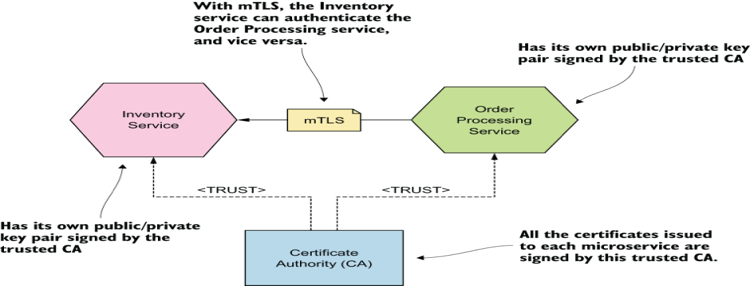 With mTLS, the Inventory
service can authenticate the
Order Processing service,
and vice versa.
Has its own public/private key
pair signed by the trusted CA
Inventory
Service
mTLS
Order
Processing
Service
<TRUST>
<TRUST>
Has its own public/private
key pair signed by the
trusted CA
Certificate
Authority (CA)
All the certificates issued
to each microservice are
signed by this trusted CA.